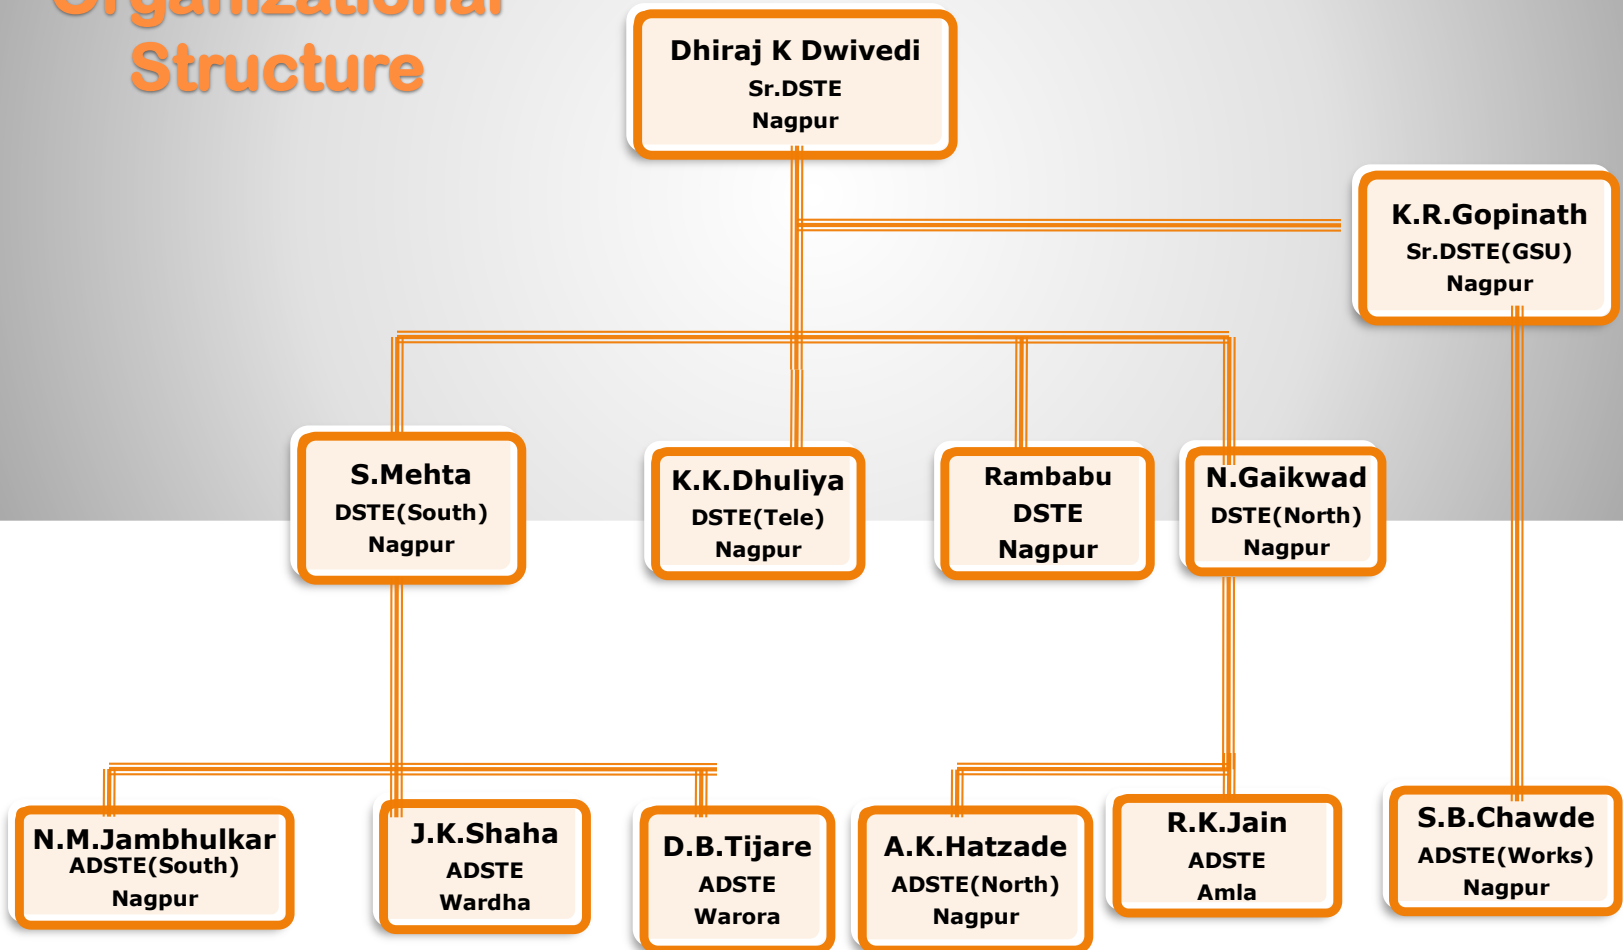 Organizational
Structure
Dhiraj K Dwivedi
Sr.DSTE
Nagpur
K.R.Gopinath
Sr.DSTE(GSU)
Nagpur
S.Mehta
DSTE(South)
Nagpur
K.K.Dhuliya
DSTE(Tele)
Nagpur
Rambabu
DSTE
Nagpur
N.Gaikwad
DSTE(North)
Nagpur
N.M.Jambhulkar
ADSTE(South)
Nagpur
J.K.Shaha
ADSTE
Wardha
D.B.Tijare
ADSTE
Warora
A.K.Hatzade
ADSTE(North)
Nagpur
R.K.Jain
ADSTE
Amla
S.B.Chawde
ADSTE(Works)
Nagpur